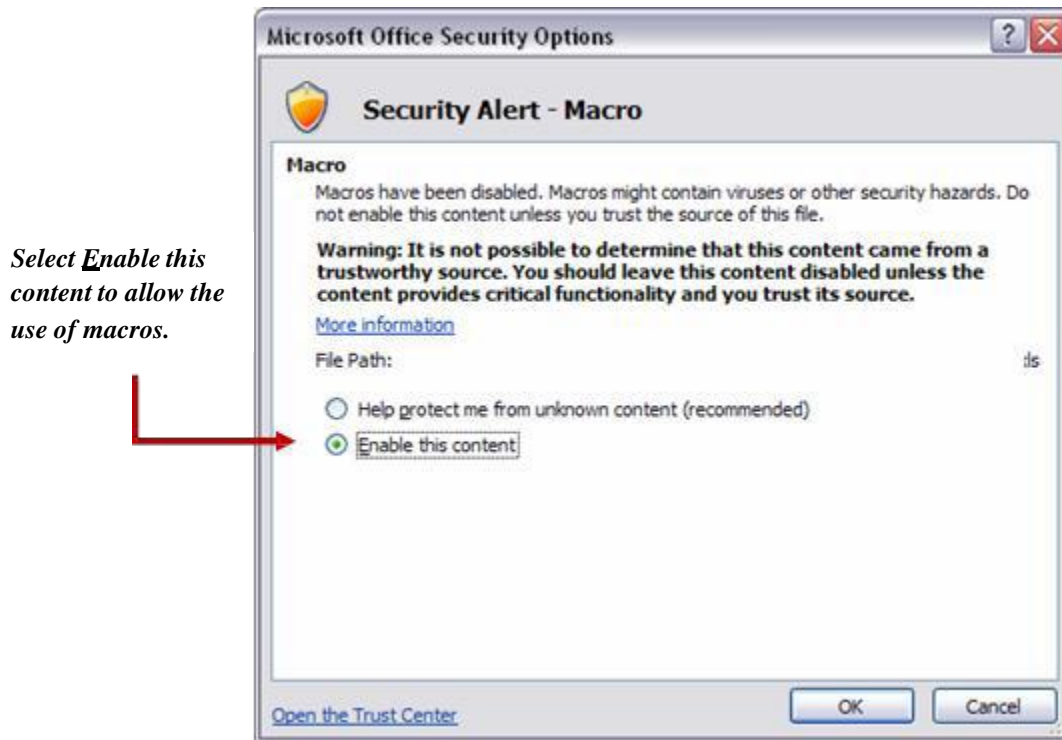 Microsoft Office Security Options
Security Alert - Macro
Macro
Macros have been disabled. Macros might contain viruses or other security hazards. Do
not enable this content unless you trust the source of this file.
Warning: It is not possible to determine that this content came from a
trustworthy source. You should leave this content disabled unless the
content provides critical functionality and you trust its source.
More information
File Path:
Help protect me from unknown content (recommended)
Enable this content
Select Enable this
content to allow the
use of macros.
Open the Trust Center
OK
Cancel